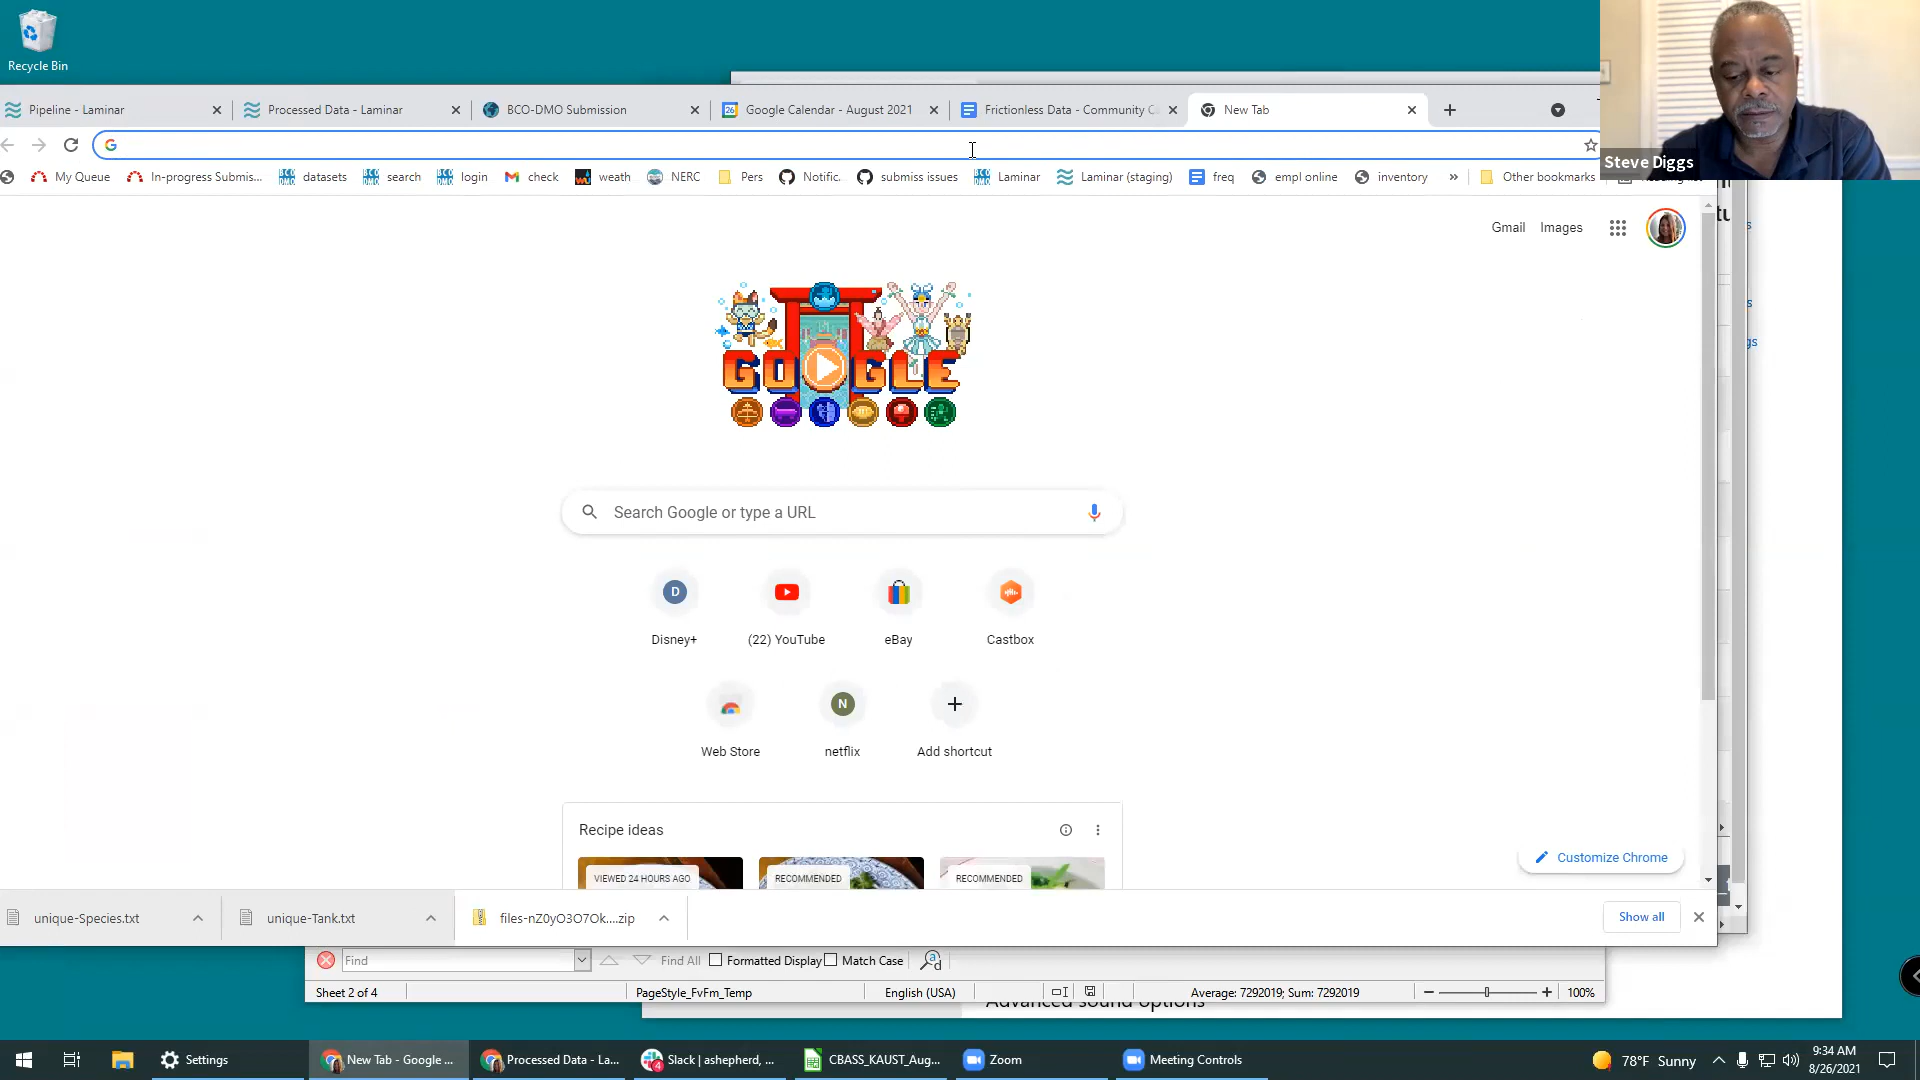 Recycle Bin
Pipeline - Laminar
Processed Data - Laminar
BCO-DMO Submission
26
Google Calendar - August 2021
Frictionless Data - Community C
New Tab
My Queue
In-progress Submis...
datasets
search
login
check
weath
NERC
Pers
Notific.
submiss issues
Laminar
Laminar (staging)
freq
empl online
inventory
»
Other bookmarks
Steve Diggs
Gmail
Images
GOOGLE
Search Google or type a URL
D
Disney+
(22) YouTube
eBay
Castbox
N
Web Store
netflix
Add shortcut
Recipe ideas
VIEWED 24 HOURS AGO
RECOMMENDED
RECOMMENDED
Customize Chrome
unique-Species.txt
unique-Tank.txt
files-nZ0yO3O7Ok....zip
Show all
Find
Find All
Formatted Display
Match Case
Sheet 2 of 4
PageStyle_FvFm_Temp
English (USA)
Average: 7292019; Sum: 7292019
100%
Advanced sound options
Settings
New Tab - Google ...
Processed Data - La...
4
Slack | ashepherd, ...
CBASS_KAUST_Aug...
Zoom
Meeting Controls
78°F Sunny
9:34 AM
8/26/2021